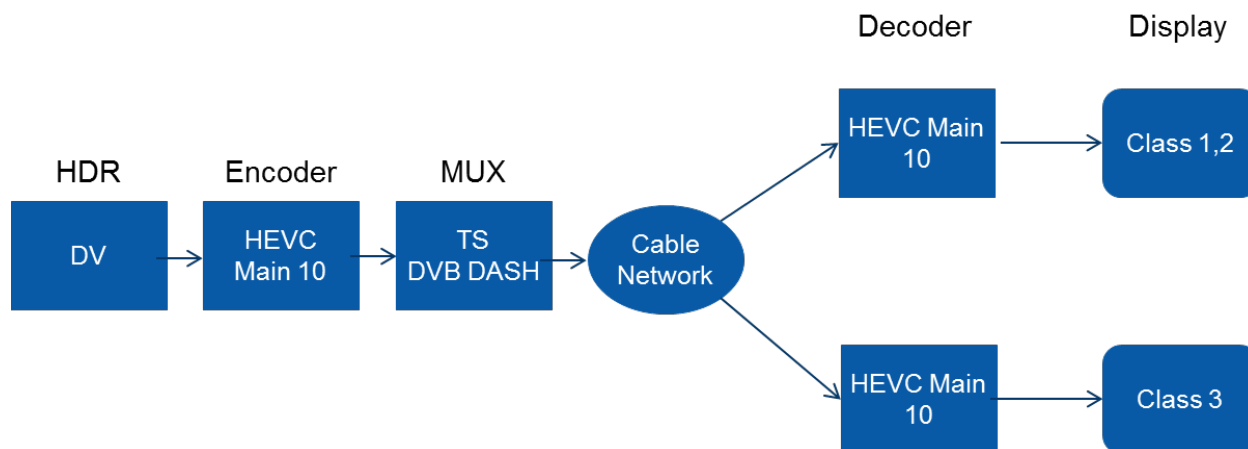 Decoder
Display
HEVC Main
10
Class 1,2
HDR
Encoder
MUX
DV
HEVC
Main 10
TS
DVB DASH
Cable
Network
HEVC Main
10
Class 3